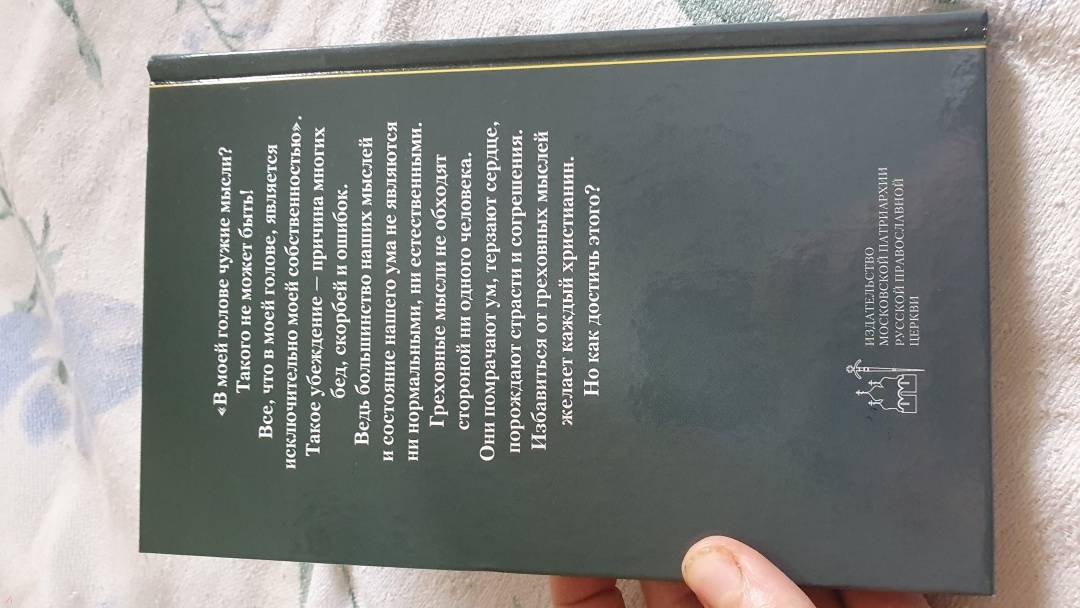 «В моей голове чужие мысли?
Такого не может быть!
Все, что в моей голове, является
исключительно моей собственностью».
Такое убеждение — причина многих
бед, скорбей и ошибок.
Ведь большинство наших мыслей
и состояние нашего ума не являются
ни нормальными, ни естественными.
Греховные мысли не обходят
стороной ни одного человека.
Они помрачают ум, терзают сердце,
порождают страсти и согрешения.
Избавиться от греховных мыслей
желает каждый христианин.
Но как достичь этого?
ИЗДАТЕЛЬСТВО
МОСКОВСКОЙ ПАТРИАРХИИ
РУССКОЙ ПРАВОСЛАВНОЙ
ЦЕРКВИ